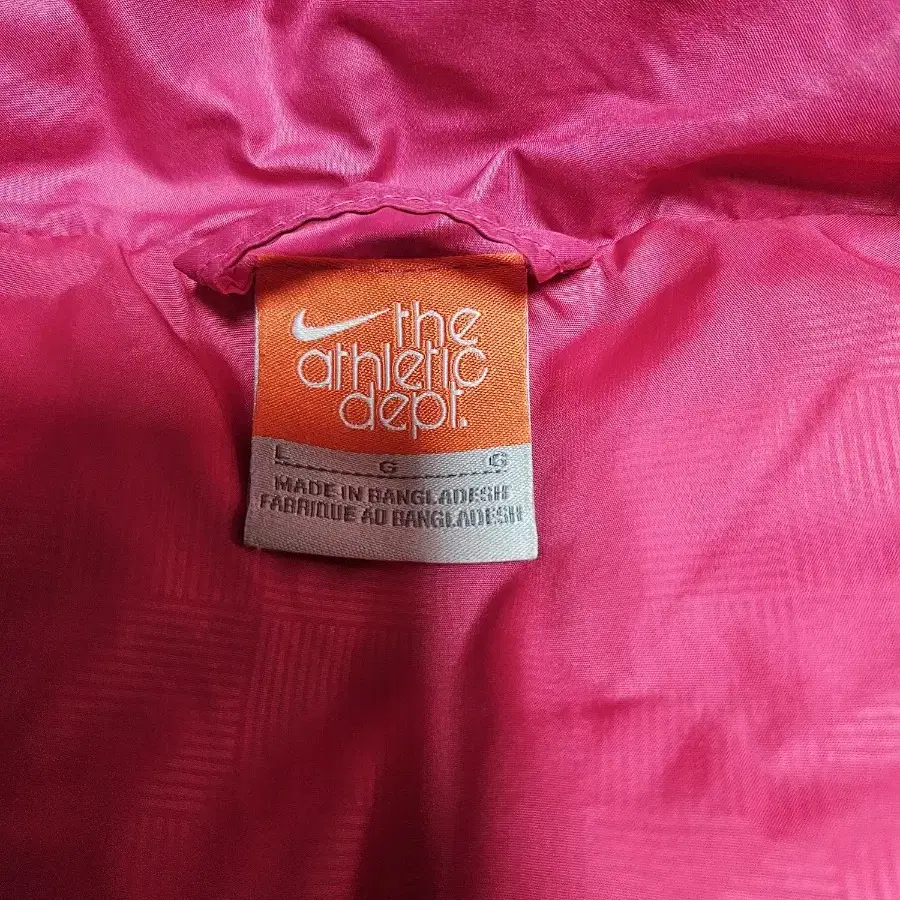 the
athletic
dept.
L G G
MADE IN BANGLADESH
FABRIQUE AU BANGLADESH